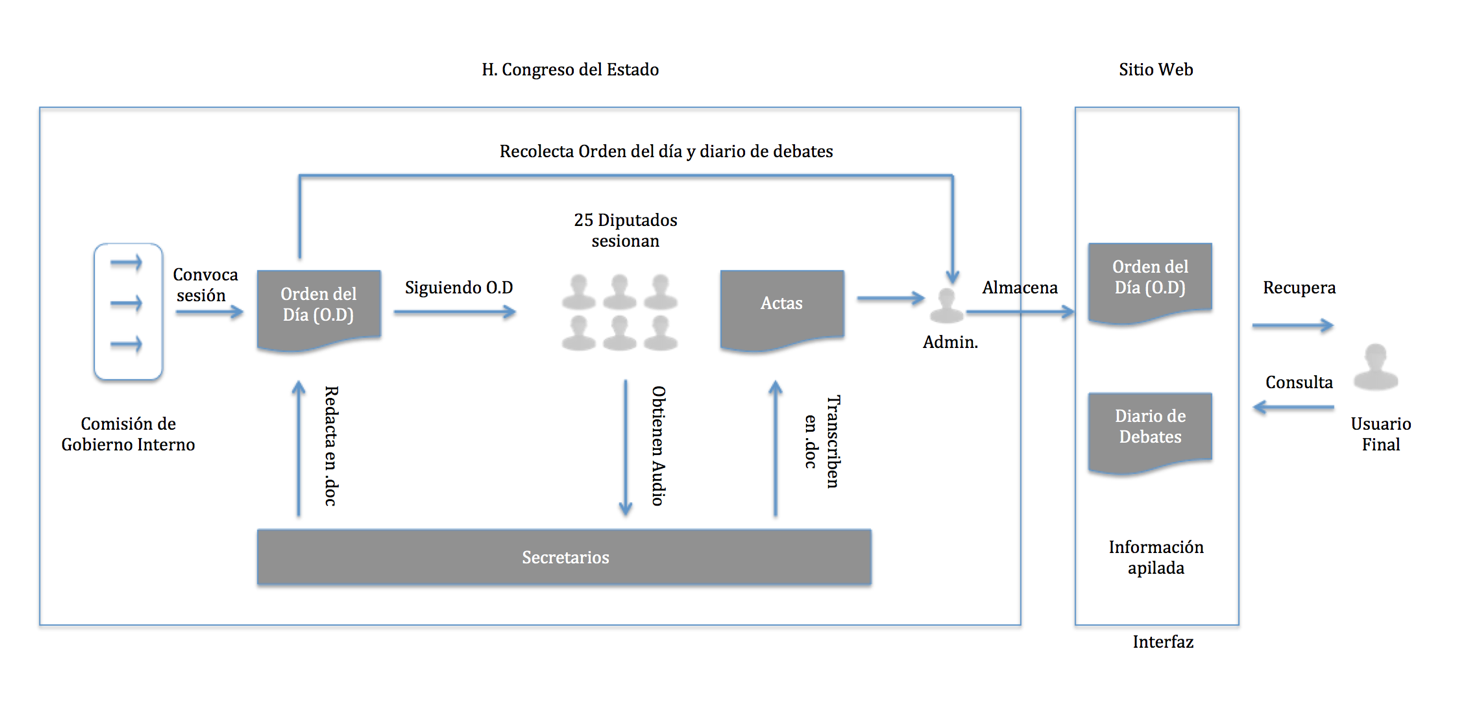 H. Congreso del Estado
Sitio Web
Recolecta Orden del día y diario de debates
25 Diputados
sesionan
Convoca
sesión
Orden del
Día (O.D)
Siguiendo O.D
Actas
Admin.
Almacena
Orden del
Día (O.D)
Recupera
Comisión de
Gobierno Interno
Redacta en .doc
Obtienen Audio
Transcriben
en .doc
Diario de
Debates
Consulta
Usuario
Final
Secretarios
Información
apilada
Interfaz